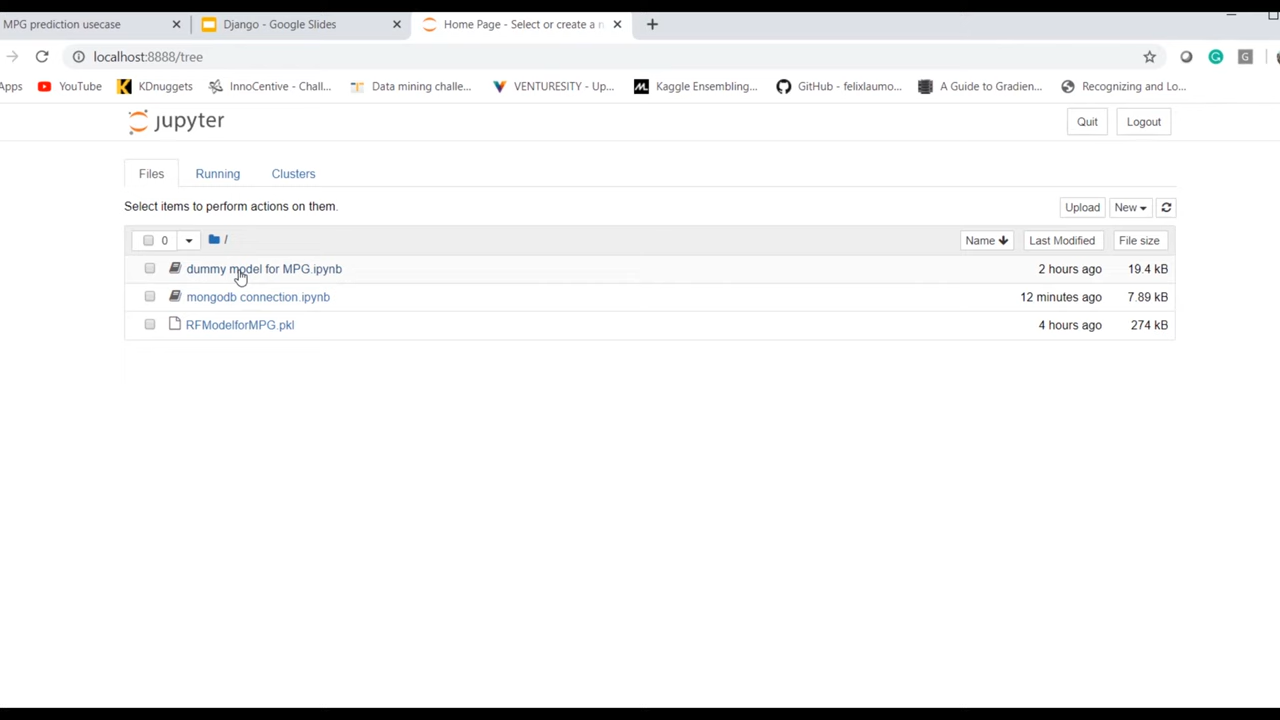 MPG prediction usecase
Django - Google Slides
Home Page - Select or create a n
localhost:8888/tree
Apps YouTube KDnuggets InnoCentive - Chall... Data mining challe... VENTURESITY - Up... Kaggle Ensembling... GitHub - felixlaumo... A Guide to Gradien... Recognizing and Lo...
jupyter Quit Logout
Files Running Clusters
Select items to perform actions on them. Upload New
0 / Name Last Modified File size
dummy model for MPG.ipynb 2 hours ago 19.4 kB
mongodb connection.ipynb 12 minutes ago 7.89 kB
RFModelforMPG.pkl 4 hours ago 274 kB